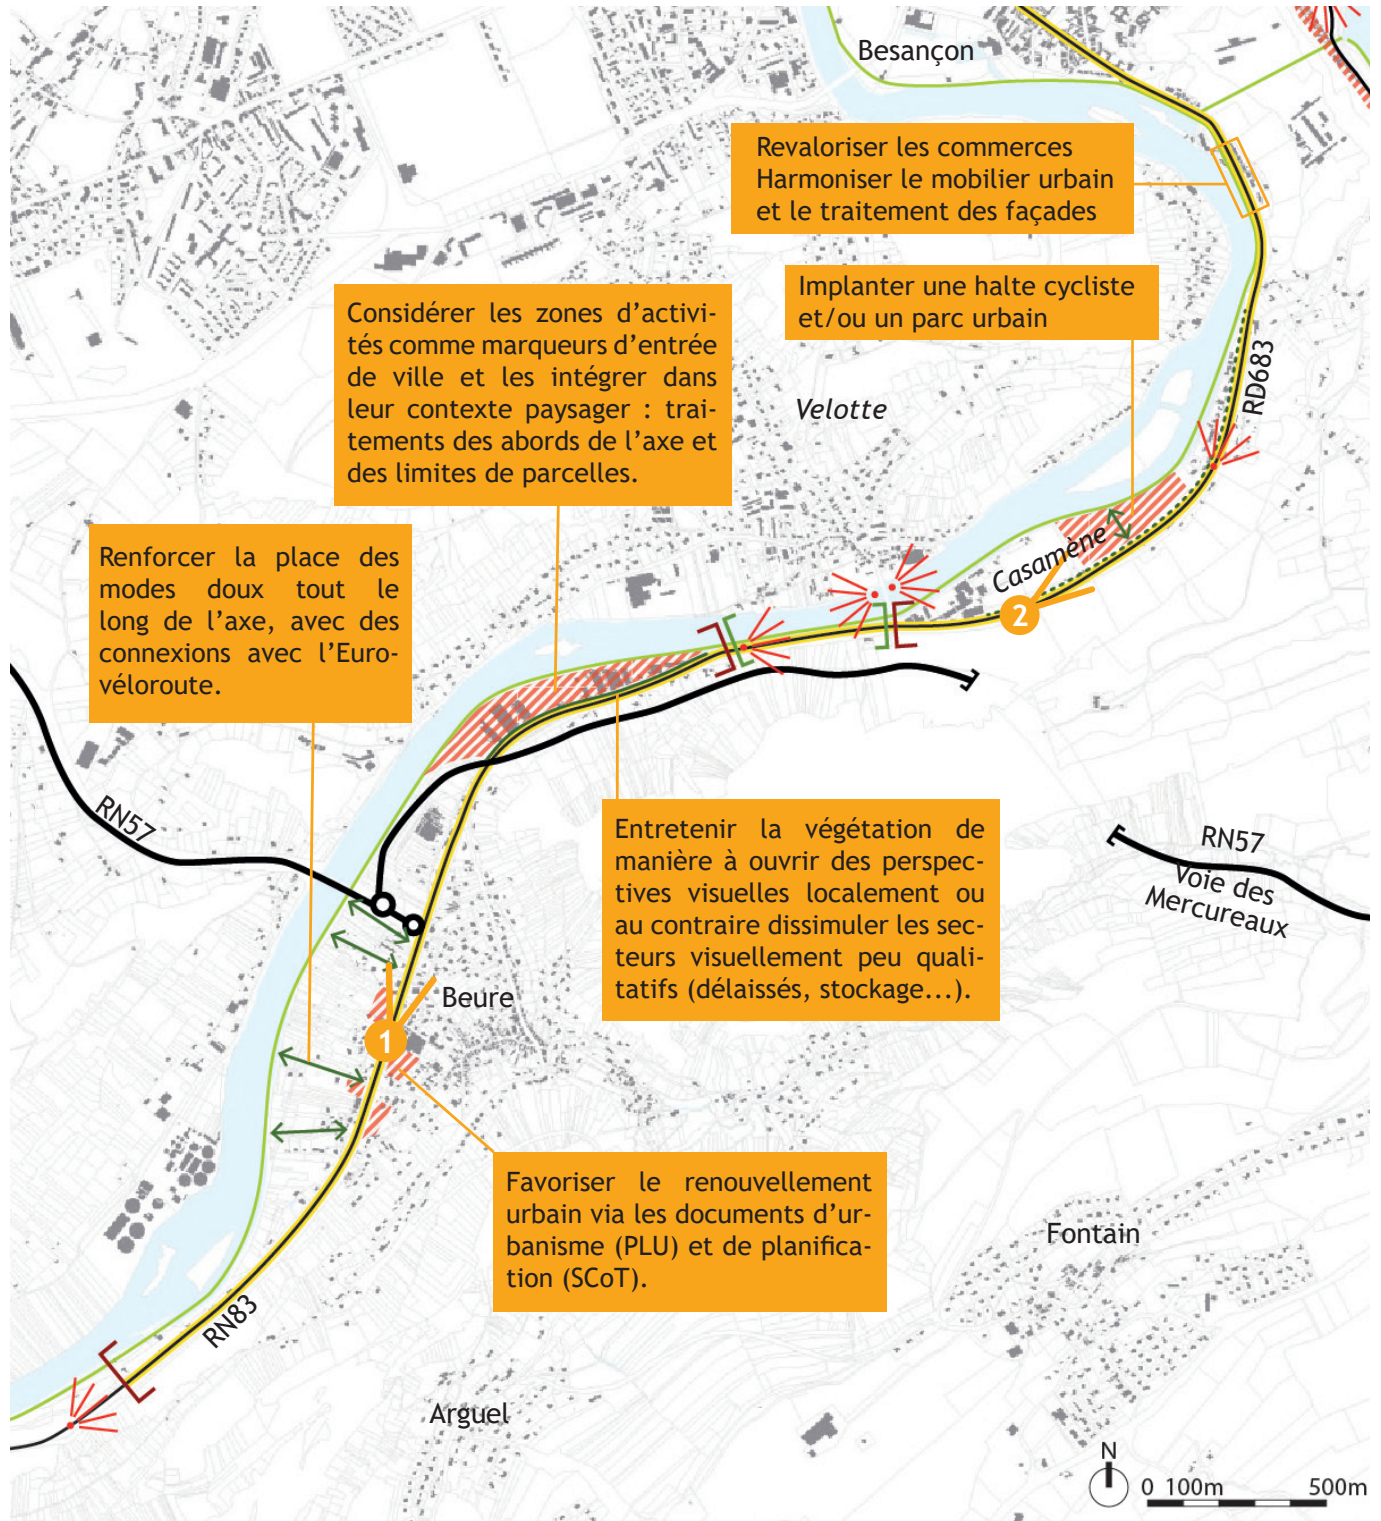 Besançon
Revaloriser les commerces
Harmoniser le mobilier urbain
et le traitement des façades
Implanter une halte cycliste
et/ou un parc urbain
Considérer les zones d'activi-
tés comme marqueurs d'entrée
de ville et les intégrer dans
leur contexte paysager : trai-
tements des abords de l'axe et
des limites de parcelles.
RD683
Velotte
Renforcer la place des
modes doux tout le
long de l'axe, avec des
connexions avec l'Euro-
véloroute.
Casamène
2
RN57
Entretenir la végétation de
manière à ouvrir des perspec-
tives visuelles localement ou
au contraire dissimuler les sec-
teurs visuellement peu quali-
tatifs (délaissés, stockage...).
RN57
Voie des
Mercureaux
Beure
1
Favoriser le renouvellement
urbain via les documents d'ur-
banisme (PLU) et de planifica-
tion (SCoT).
Fontain
RN83
Arguel
N
0 100m 500m